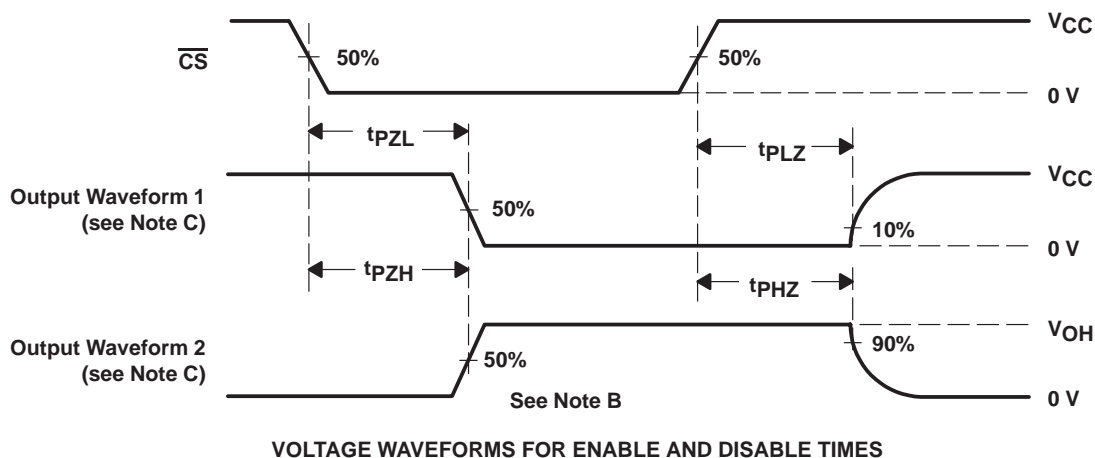 VCC
CS
50%
50%
0 V
tPZL
tPLZ
VCC
Output Waveform 1
(see Note C)
50%
10%
0 V
tPZH
tPHZ
VOH
Output Waveform 2
(see Note C)
50%
90%
See Note B
0 V
VOLTAGE WAVEFORMS FOR ENABLE AND DISABLE TIMES